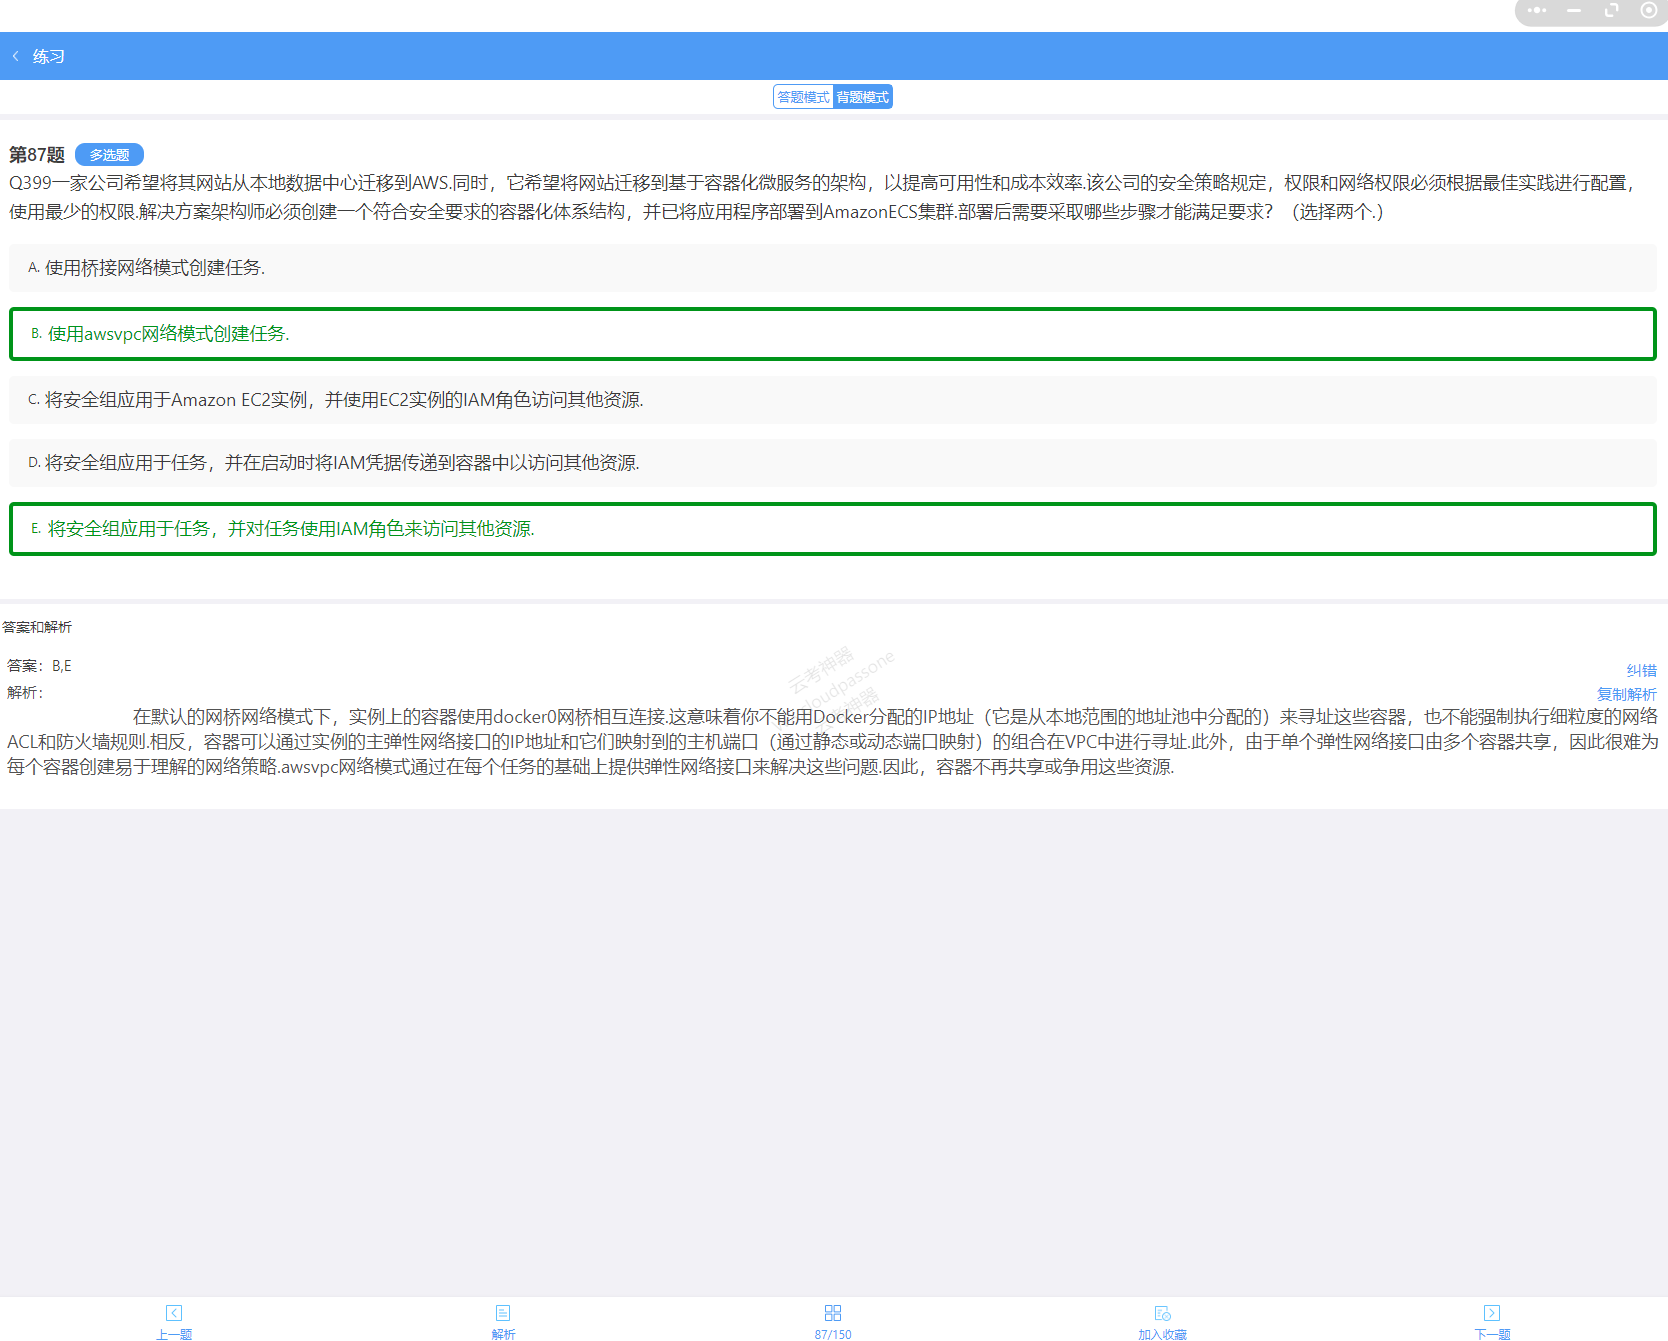 练习
答题模式 背题模式
第87题 多选题
Q399一家公司希望将其网站从本地数据中心迁移到AWS.同时，它希望将网站迁移到基于容器化微服务的架构，以提高可用性和成本效率.该公司的安全策略规定，权限和网络权限必须根据最佳实践进行配置，
使用最少的权限.解决方案架构师必须创建一个符合安全要求的容器化体系结构，并已将应用程序部署到AmazonECS集群.部署后需要采取哪些步骤才能满足要求？（选择两个.）
A. 使用桥接网络模式创建任务.
B. 使用awsvpc网络模式创建任务.
C. 将安全组应用于Amazon EC2实例，并使用EC2实例的IAM角色访问其他资源.
D. 将安全组应用于任务，并在启动时将IAM凭据传递到容器中以访问其他资源.
E. 将安全组应用于任务，并对任务使用IAM角色来访问其他资源.
答案和解析
答案：B,E
纠错
解析：
复制解析
云考神器
cloudpassone
在默认的网桥网络模式下，实例上的容器使用docker0网桥相互连接.这意味着你不能用Docker分配的IP地址（它是从本地范围的地址池中分配的）来寻址这些容器，也不能强制执行细粒度的网络
ACL和防火墙规则.相反，容器可以通过实例的主弹性网络接口的IP地址和它们映射到的主机端口（通过静态或动态端口映射）的组合在VPC中进行寻址.此外，由于单个弹性网络接口由多个容器共享，因此很难为
每个容器创建易于理解的网络策略.awsvpc网络模式通过在每个任务的基础上提供弹性网络接口来解决这些问题.因此，容器不再共享或争用这些资源.
上一题 解析 87/150 加入收藏 下一题